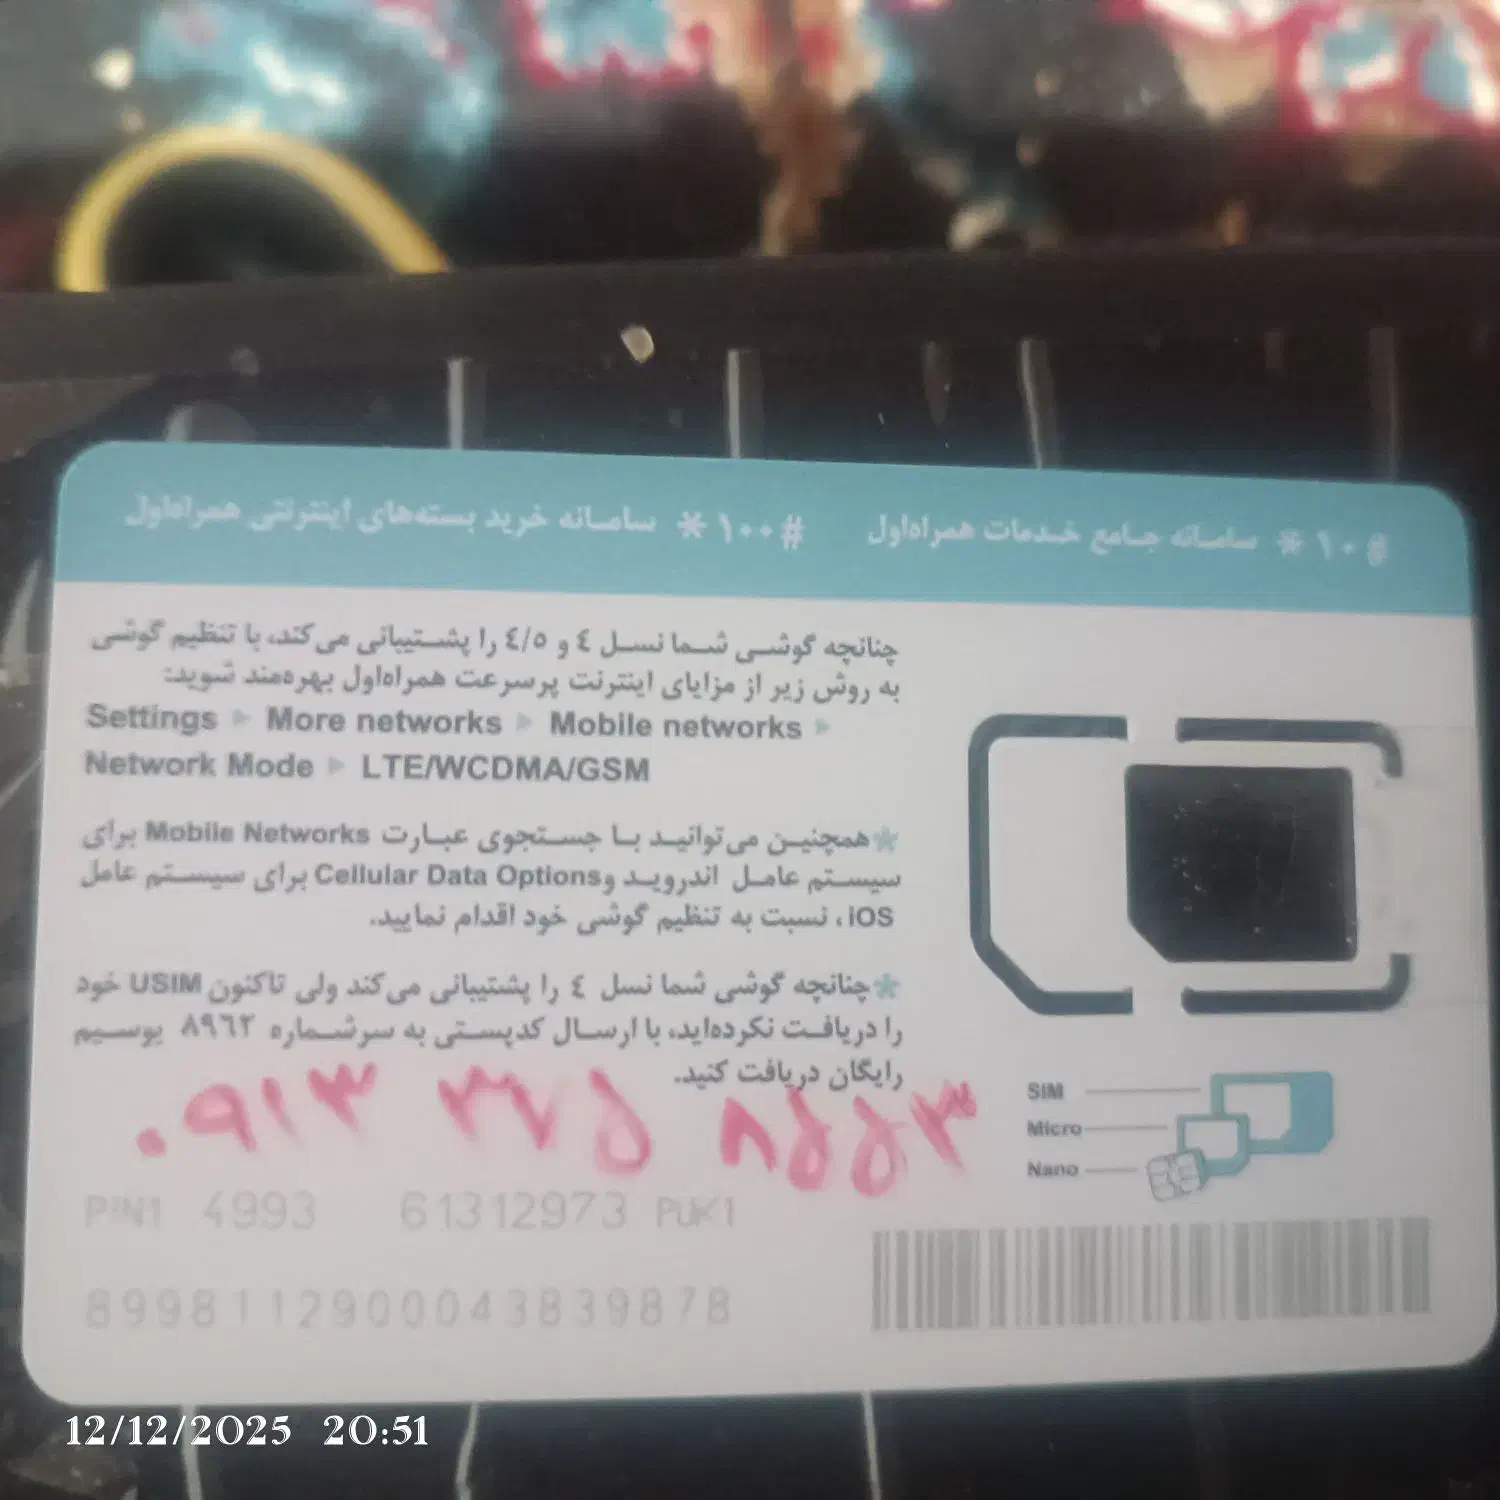 #۱۰* سامانه جامع خدمات همراه‌اول #۱۰۰* سامانه خرید بسته‌های اینترنتی همراه‌اول
چنانچه گوشی شما نسل ٤ و ٤/٥ را پشتیبانی می‌کند، با تنظیم گوشی
به روش زیر از مزایای اینترنت پرسرعت همراه‌اول بهره‌مند شوید:
Settings ▶ More networks ▶ Mobile networks ▶
Network Mode ▶ LTE/WCDMA/GSM
*همچنین می‌توانید با جستجوی عبارت Mobile Networks برای
سیستم عامل اندروید و Cellular Data Options برای سیستم عامل
iOS، نسبت به تنظیم گوشی خود اقدام نمایید.
*چنانچه گوشی شما نسل ٤ را پشتیبانی می‌کند ولی تاکنون USIM خود
را دریافت نکرده‌اید، با ارسال کدپستی به سرشماره ۸۹٦۲ یوسیم
رایگان دریافت کنید.
۰۹۱۳ ۳۷۵ ۸۵۵۳
SIM
Micro
Nano
PIN1 4993 61312973 PUK1
8998112900043839878
12/12/2025 20:51